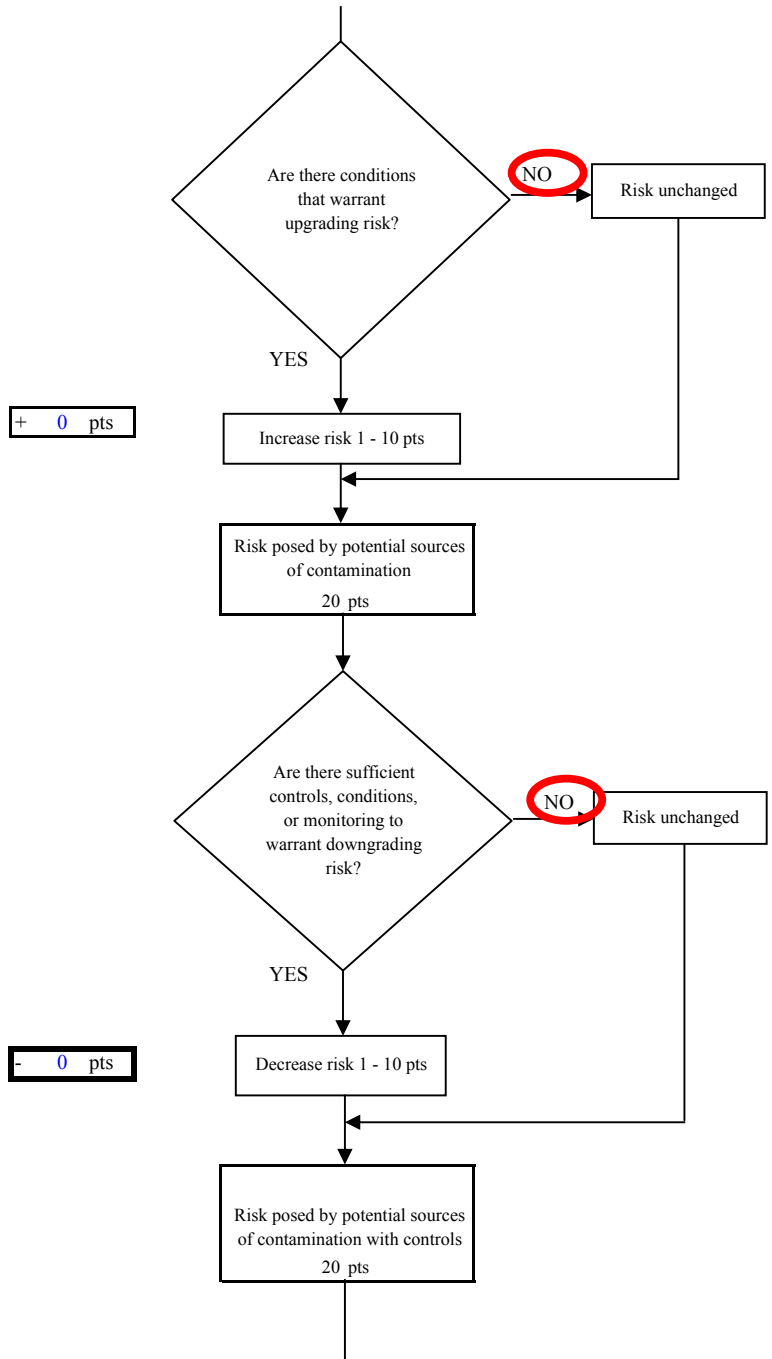 Are there conditions
that warrant
upgrading risk?
NO
Risk unchanged
YES
+ 0 pts
Increase risk 1 - 10 pts
Risk posed by potential sources
of contamination
20 pts
Are there sufficient
controls, conditions,
or monitoring to
warrant downgrading
risk?
NO
Risk unchanged
YES
- 0 pts
Decrease risk 1 - 10 pts
Risk posed by potential sources
of contamination with controls
20 pts